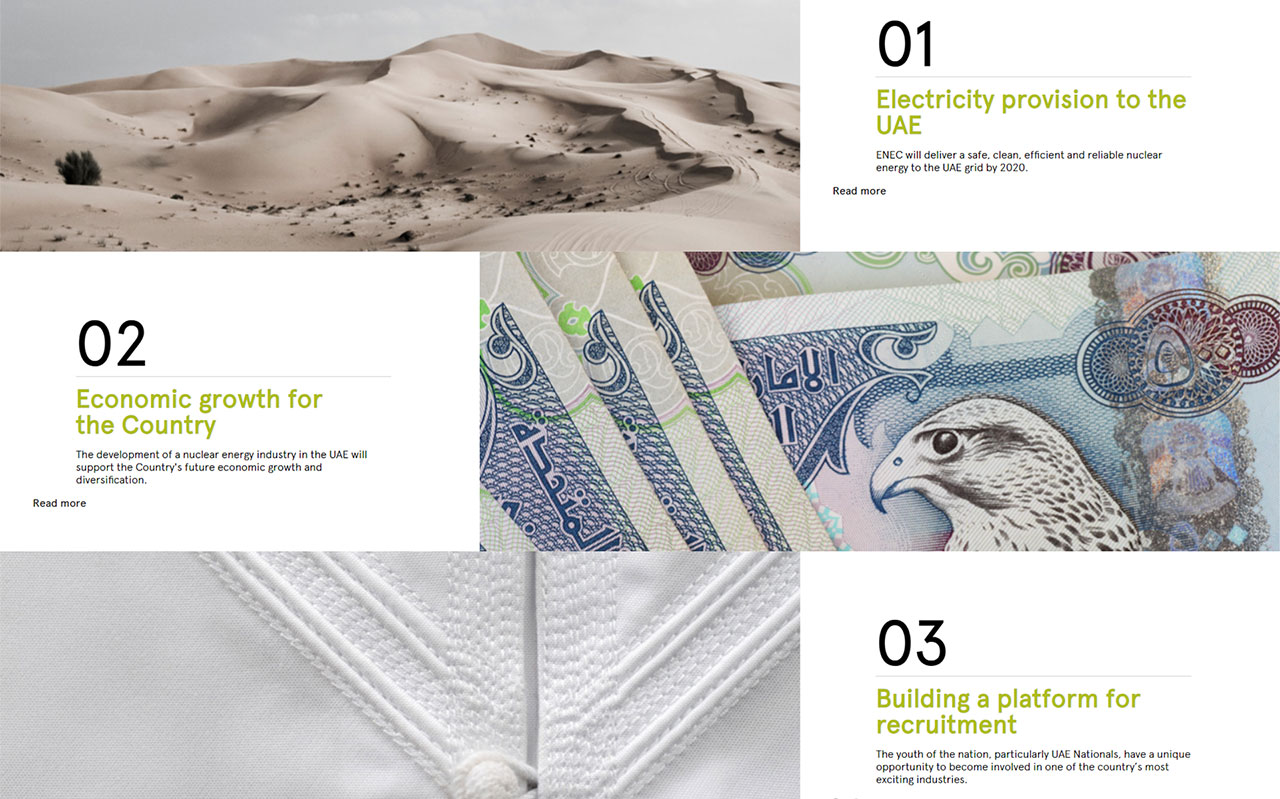 01
Electricity provision to the
UAE
ENEC will deliver a safe, clean, efficient and reliable nuclear
energy to the UAE grid by 2020.
Read more
02
Economic growth for
the Country
The development of a nuclear energy industry in the UAE will
support the Country's future economic growth and
diversification.
Read more
المتحد
الامار
03
Building a platform for
recruitment
The youth of the nation, particularly UAE Nationals, have a unique
opportunity to become involved in one of the country's most
exciting industries.